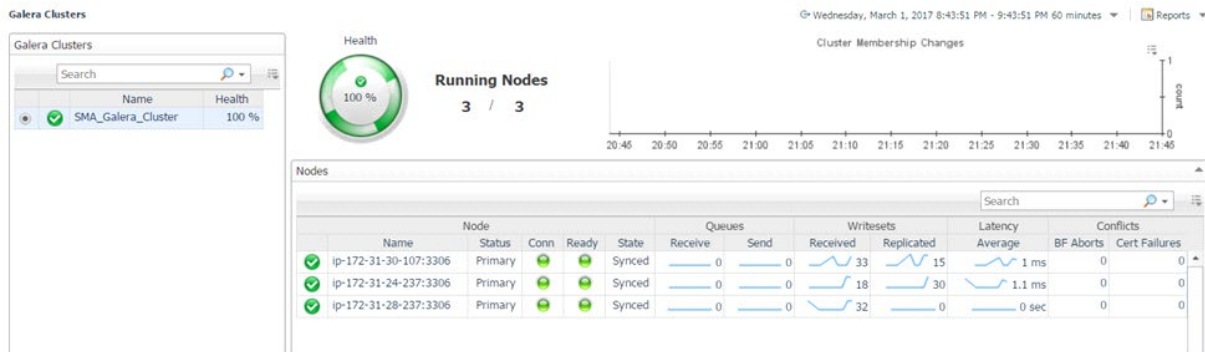 Galera Clusters
Wednesday, March 1, 2017 8:43:51 PM - 9:43:51 PM 60 minutes
Reports
Galera Clusters
Search
Name Health
SMA_Galera_Cluster 100 %
Health
100 %
Running Nodes
3 / 3
Cluster Membership Changes
1
count
0
20:45 20:50 20:55 21:00 21:05 21:10 21:15 21:20 21:25 21:30 21:35 21:40 21:45
Nodes
Search
Node Queues Writesets Latency Conflicts
Name Status Conn Ready State Receive Send Received Replicated Average BF Aborts Cert Failures
ip-172-31-30-107:3306 Primary Synced 0 0 33 15 1 ms 0 0
ip-172-31-24-237:3306 Primary Synced 0 0 18 30 1.1 ms 0 0
ip-172-31-28-237:3306 Primary Synced 0 0 32 0 0 sec 0 0